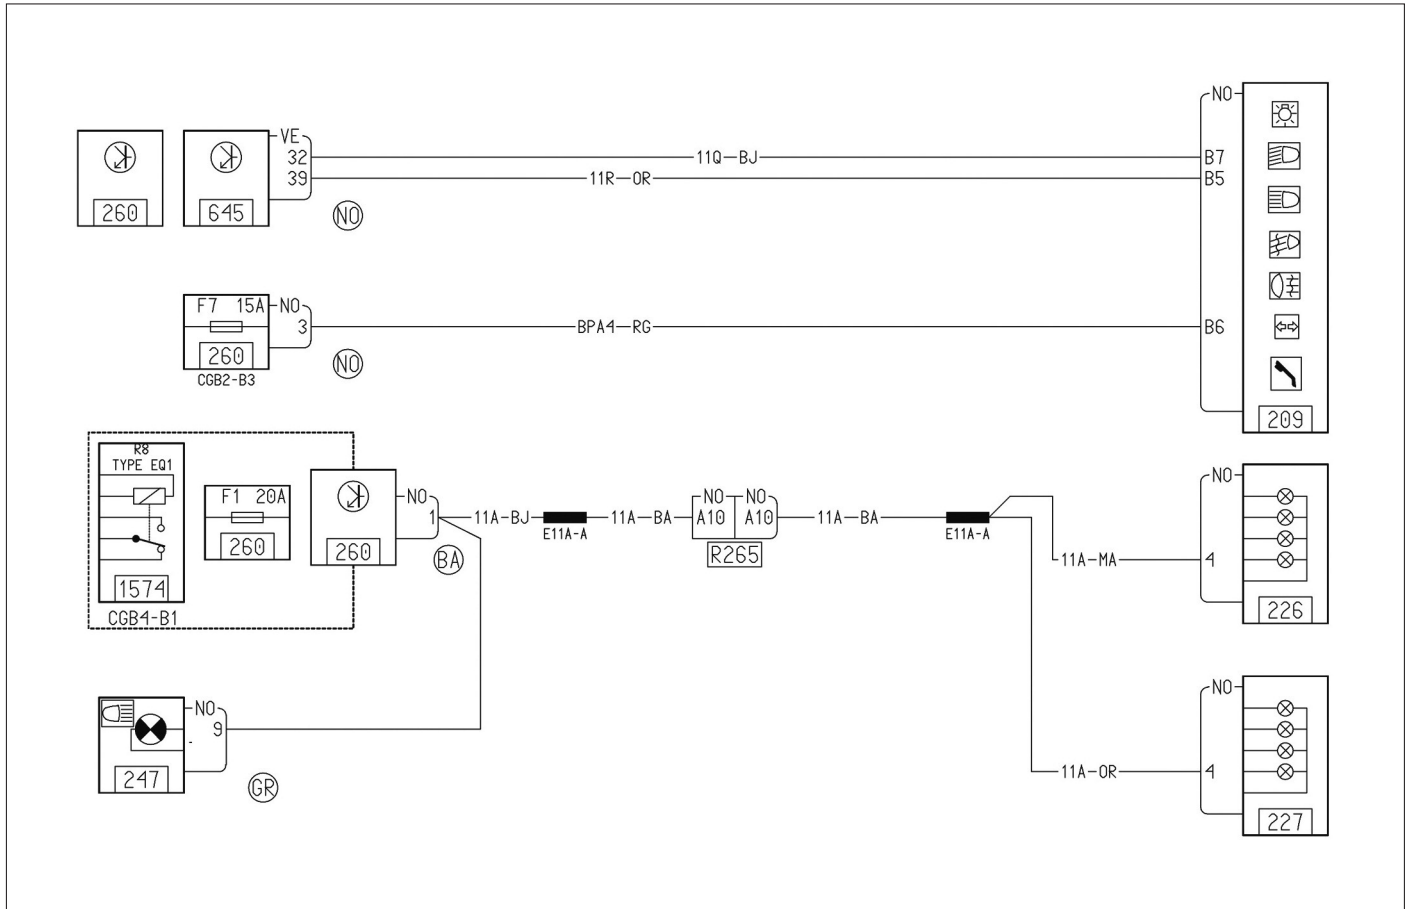 NO
VE
32
11Q-BJ
B7
39
11R-OR
B5
260
645
NO
F7 15A
NO
3
BPA4-RG
B6
260
CGB2-B3
NO
209
R8
TYPE EQ1
F1 20A
260
1574
CGB4-B1
260
NO
1
BA
11A-BJ
E11A-A
11A-BA
NO NO
A10 A10
R265
11A-BA
E11A-A
11A-MA
NO
4
226
NO
9
247
GR
11A-OR
NO
4
227